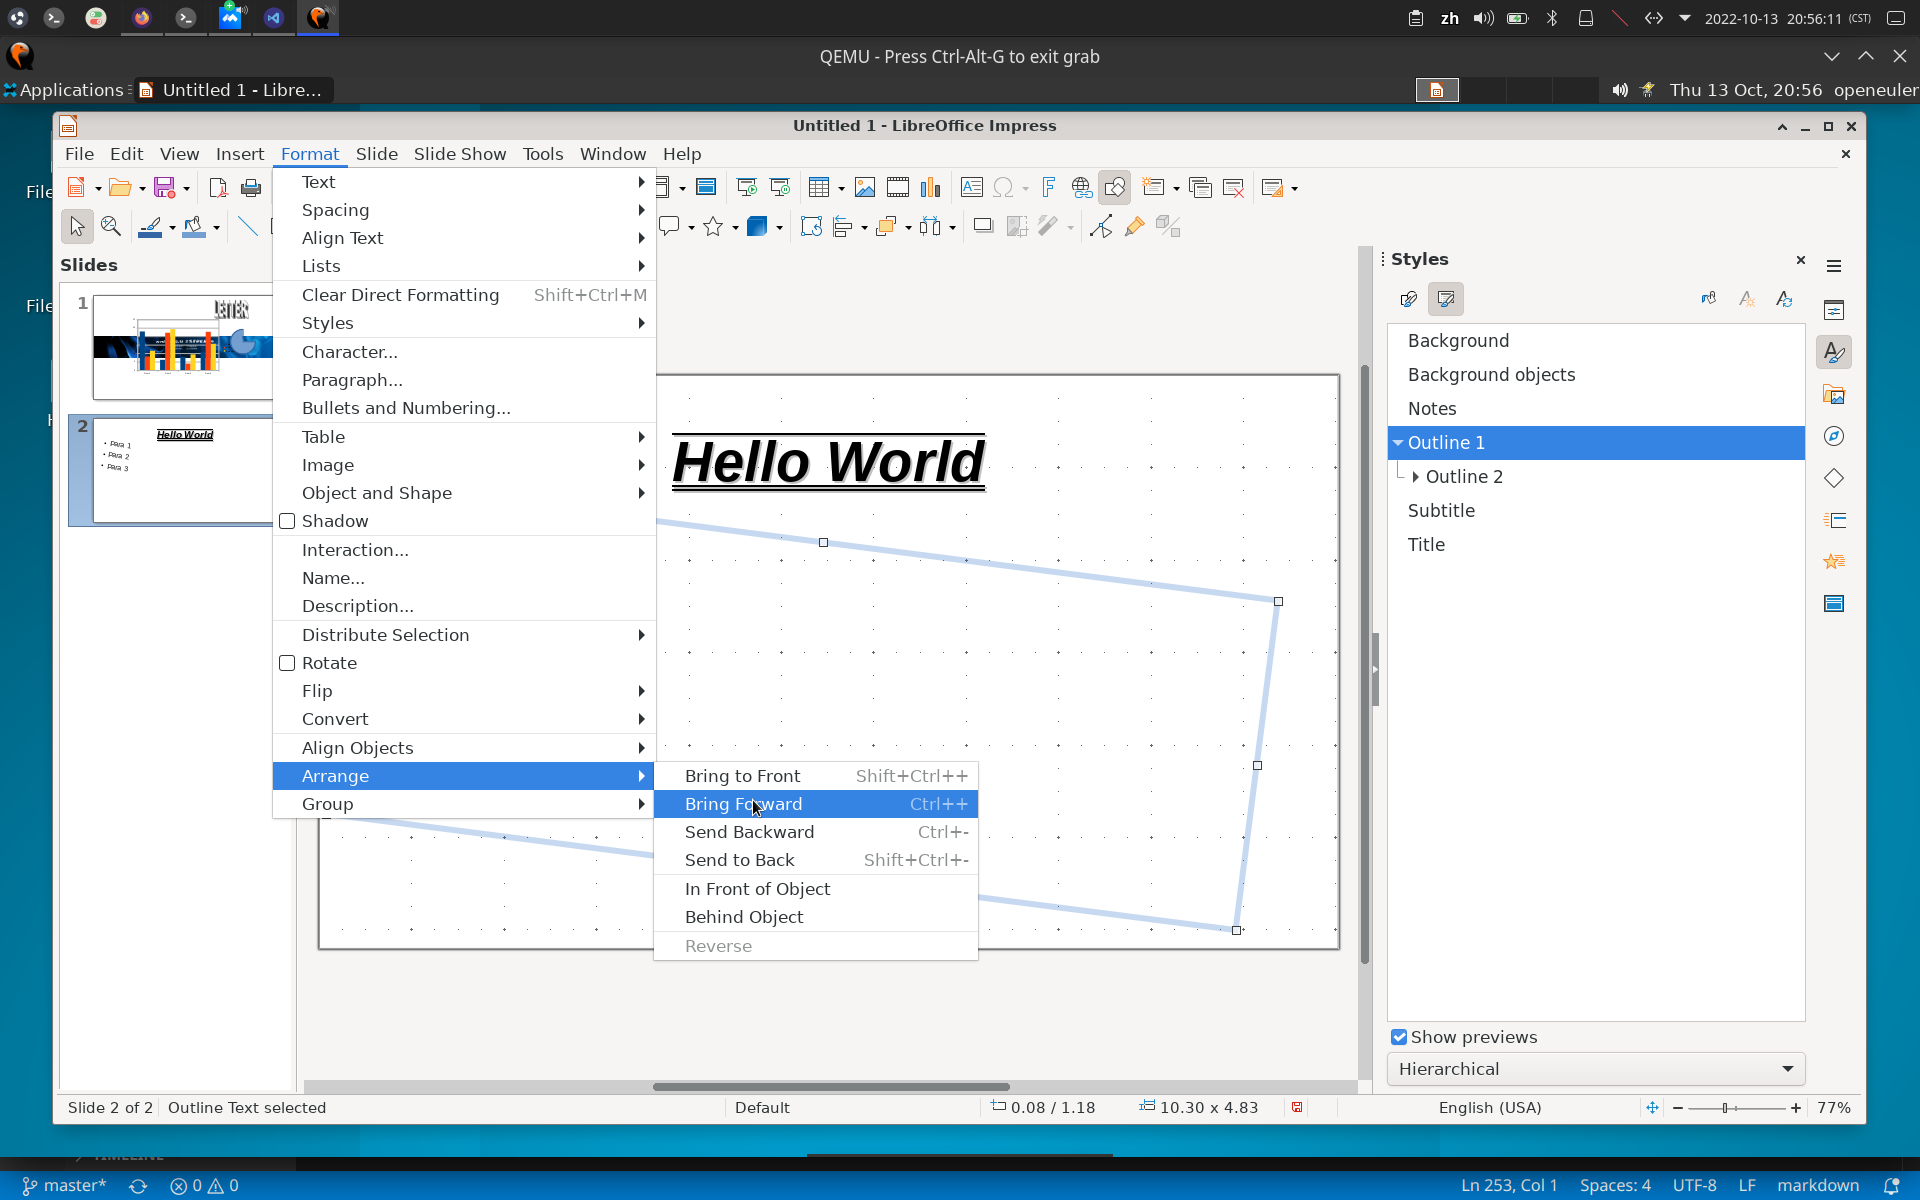 zh
2022-10-13 20:56:11 (CST)
QEMU - Press Ctrl-Alt-G to exit grab
Applications
Untitled 1 - Libre...
Thu 13 Oct, 20:56 openeuler
Untitled 1 - LibreOffice Impress
File Edit View Insert Format Slide Slide Show Tools Window Help
File
File
Slides
1
2
Hello World
Para 1
Para 2
Para 3
Text
Spacing
Align Text
Lists
Clear Direct Formatting Shift+Ctrl+M
Styles
Character...
Paragraph...
Bullets and Numbering...
Table
Image
Object and Shape
Shadow
Interaction...
Name...
Description...
Distribute Selection
Rotate
Flip
Convert
Align Objects
Arrange
Group
Bring to Front Shift+Ctrl++
Bring Forward Ctrl++
Send Backward Ctrl+-
Send to Back Shift+Ctrl+-
In Front of Object
Behind Object
Reverse
Hello World
Styles
Background
Background objects
Notes
Outline 1
Outline 2
Subtitle
Title
Show previews
Hierarchical
Slide 2 of 2
Outline Text selected
Default
0.08 / 1.18
10.30 x 4.83
English (USA)
77%
TIMELINE
master*
0
0
Ln 253, Col 1
Spaces: 4
UTF-8
LF
markdown